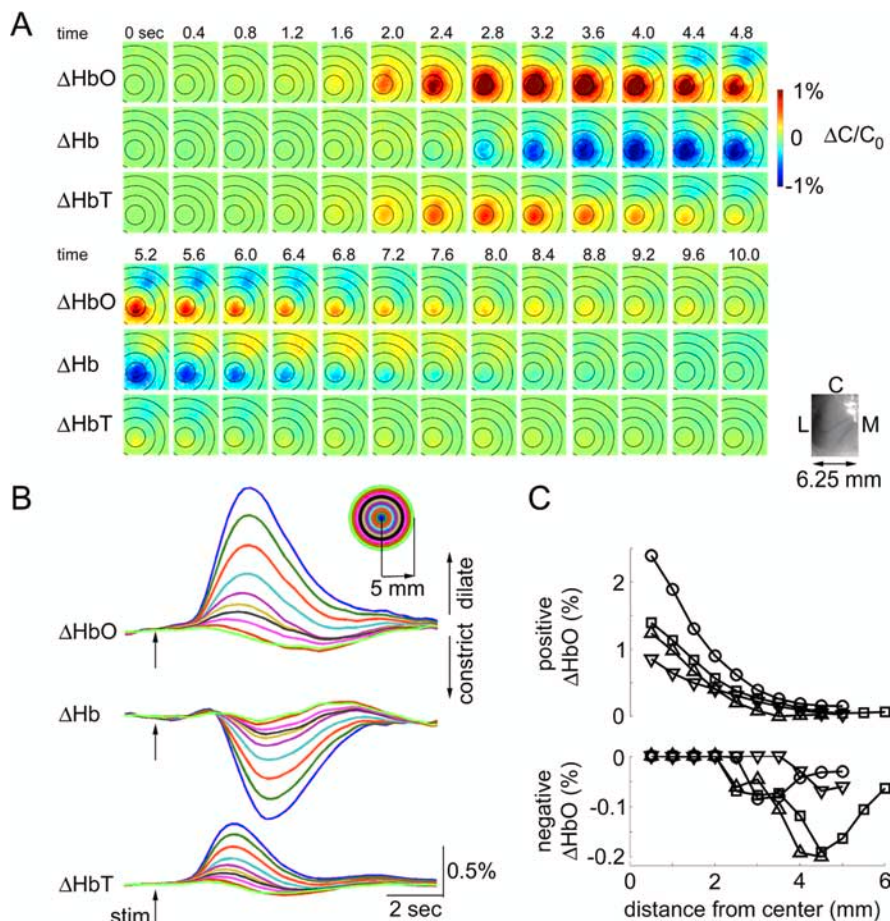 A
time 0 sec 0.4 0.8 1.2 1.6 2.0 2.4 2.8 3.2 3.6 4.0 4.4 4.8
ΔHbO
ΔHb
ΔHbT
1%
0 ΔC/C0
-1%
time 5.2 5.6 6.0 6.4 6.8 7.2 7.6 8.0 8.4 8.8 9.2 9.6 10.0
ΔHbO
ΔHb
ΔHbT
C
L M
6.25 mm
B
5 mm
dilate
constrict
ΔHbO
ΔHb
ΔHbT
stim
0.5%
2 sec
C
positive
ΔHbO (%)
2
1
0
negative
ΔHbO (%)
0
-0.1
-0.2
0 2 4 6
distance from center (mm)